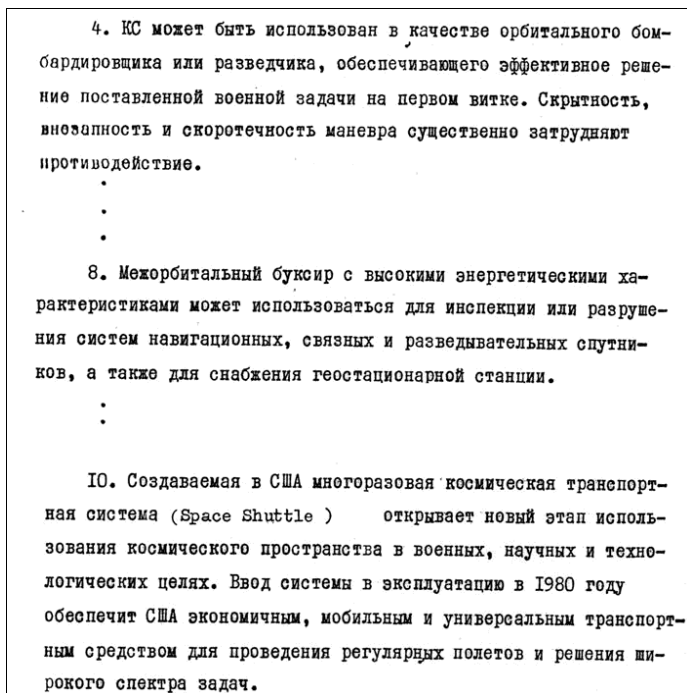 4. КС может быть использован в качестве орбитального бом-
бардировщика или разведчика, обеспечивающего эффективное реше-
ние поставленной военной задачи на первом витке. Скрытность,
внезапность и скоротечность маневра существенно затрудняют
противодействие.
.
.
.
8. Межорбитальный буксир с высокими энергетическими ха-
рактеристиками может использоваться для инспекции или разруше-
ния систем навигационных, связных и разведывательных спутни-
ков, а также для снабжения геостационарной станции.
.
.
I0. Создаваемая в США многоразовая космическая транспорт-
ная система (Space Shuttle ) открывает новый этап исполь-
зования космического пространства в военных, научных и техно-
логических целях. Ввод системы в эксплуатацию в I980 году
обеспечит США экономичным, мобильным и универсальным транспорт-
ным средством для проведения регулярных полетов и решения ши-
рокого спектра задач.